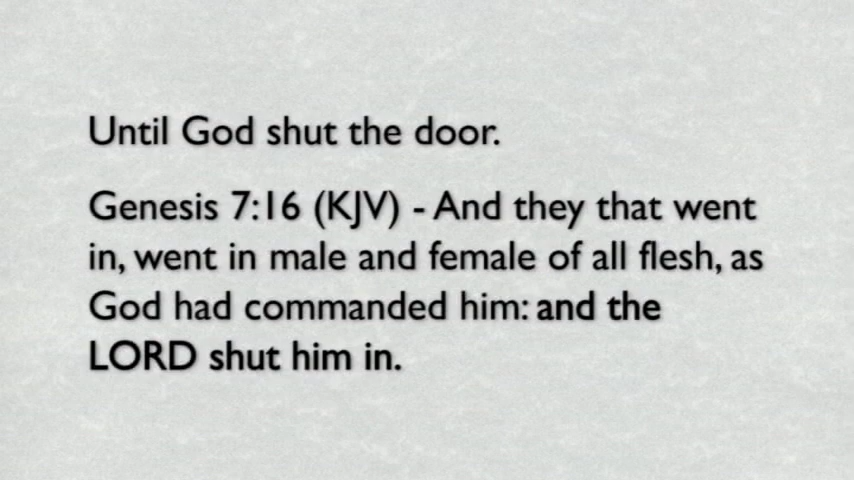 Until God shut the door.
Genesis 7:16 (KJV) - And they that went
in, went in male and female of all flesh, as
God had commanded him: and the
LORD shut him in.